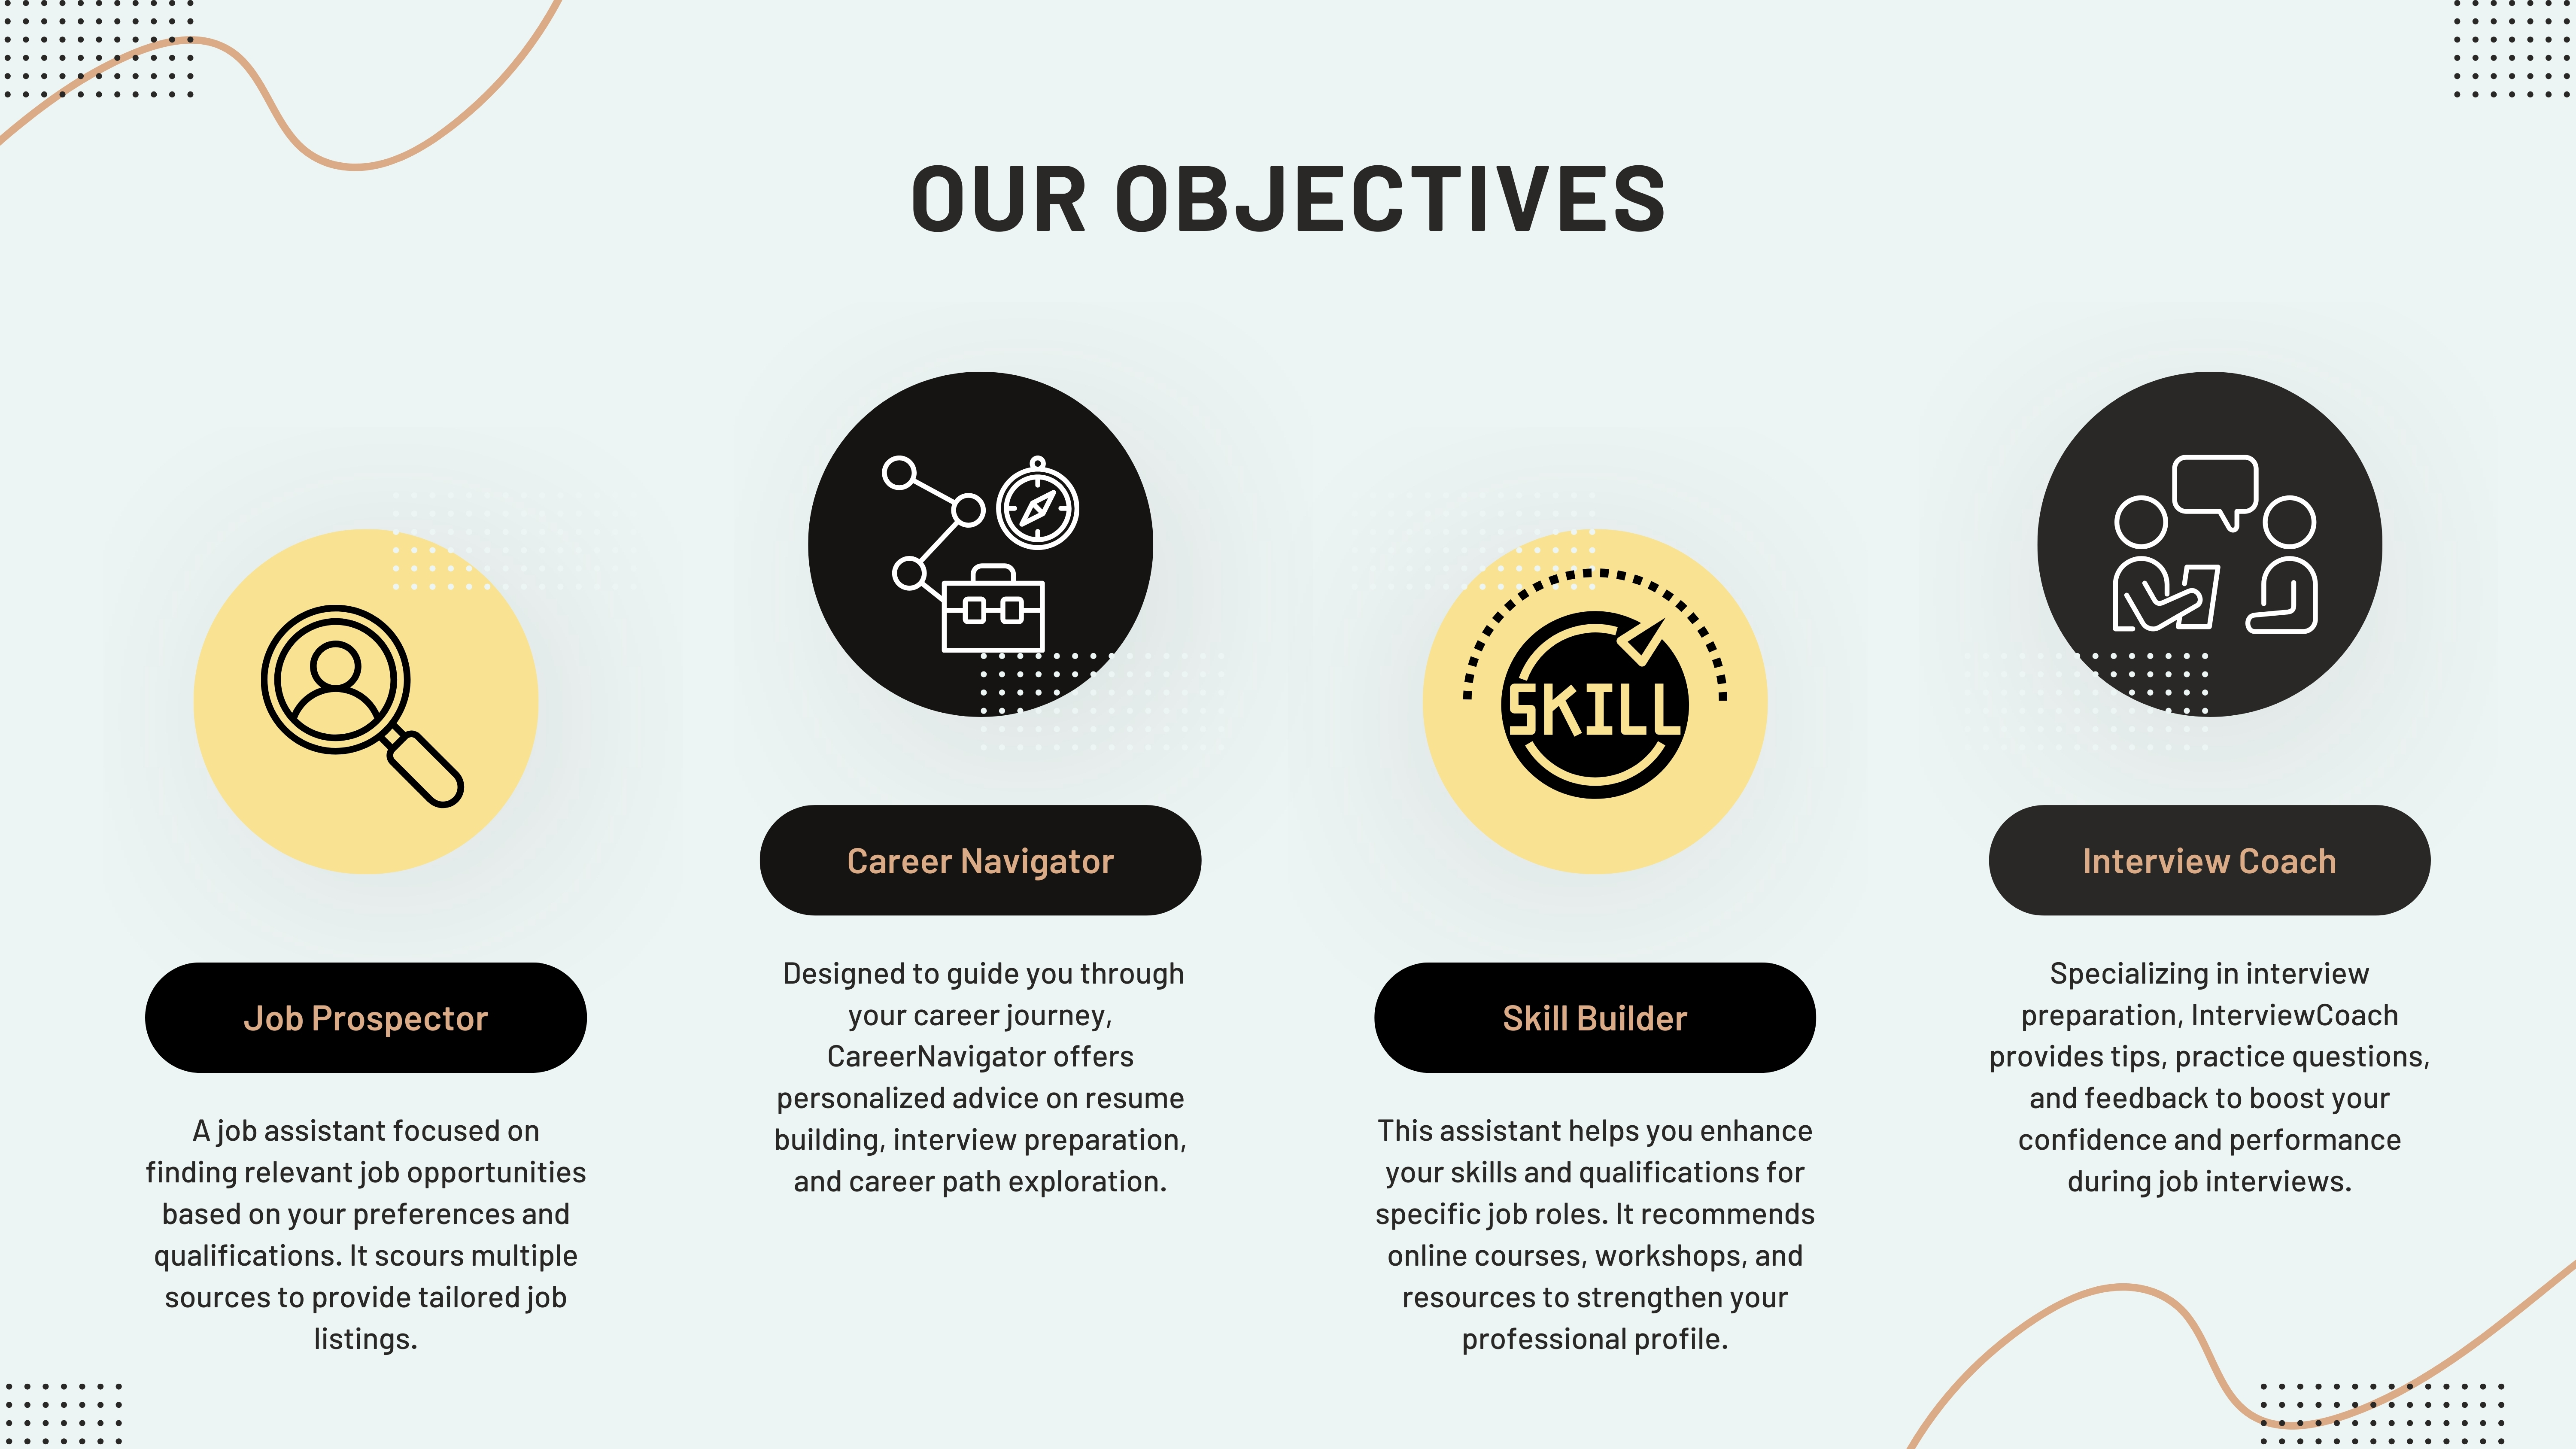 OUR OBJECTIVES
Job Prospector
A job assistant focused on
finding relevant job opportunities
based on your preferences and
qualifications. It scours multiple
sources to provide tailored job
listings.
Career Navigator
Designed to guide you through
your career journey,
CareerNavigator offers
personalized advice on resume
building, interview preparation,
and career path exploration.
SKILL
Skill Builder
This assistant helps you enhance
your skills and qualifications for
specific job roles. It recommends
online courses, workshops, and
resources to strengthen your
professional profile.
Interview Coach
Specializing in interview
preparation, InterviewCoach
provides tips, practice questions,
and feedback to boost your
confidence and performance
during job interviews.